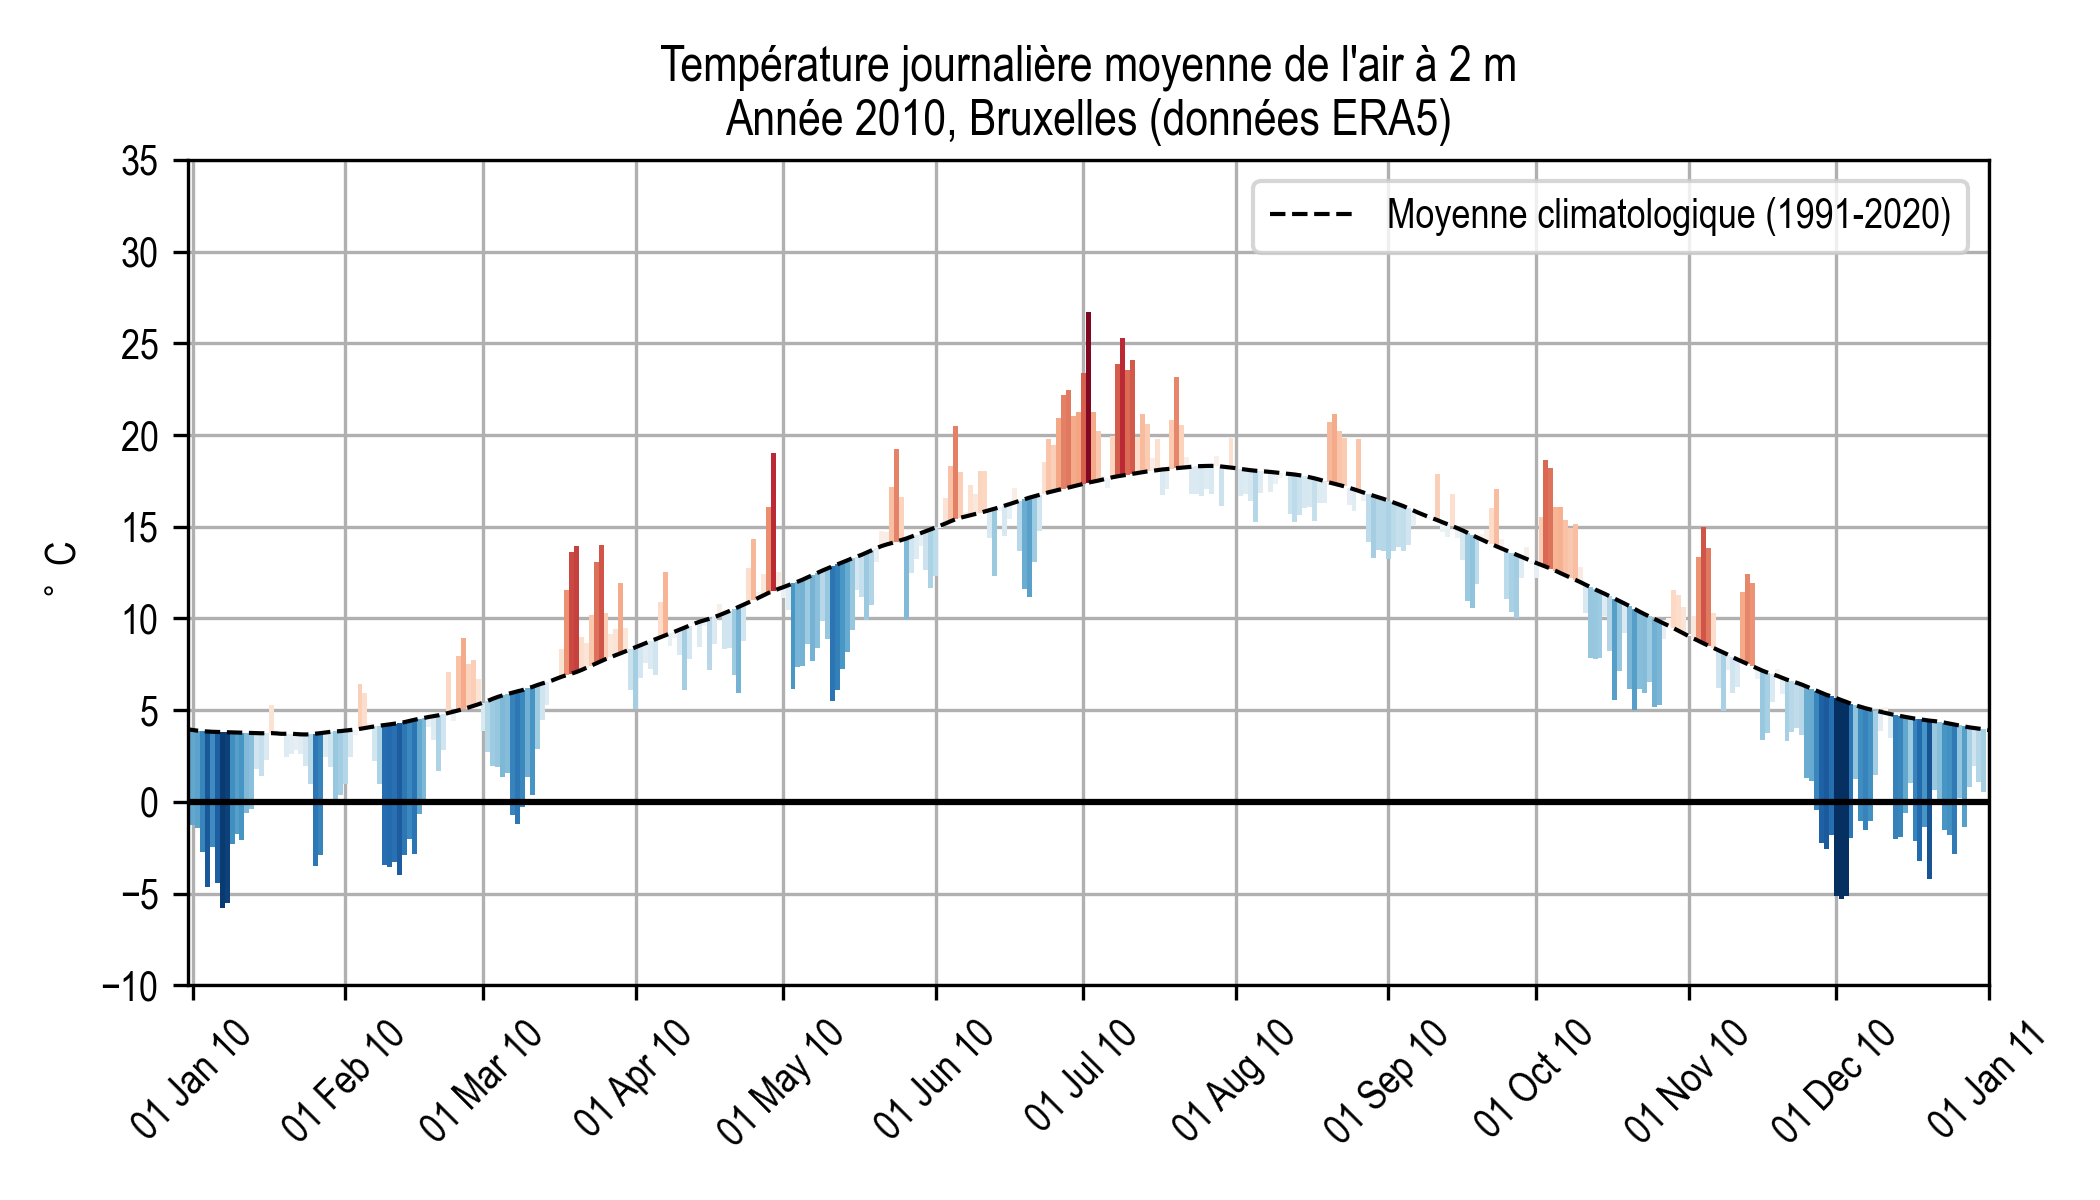 Température journalière moyenne de l'air à 2 m
Année 2010, Bruxelles (données ERA5)
35
30
25
20
15
10
5
0
−5
−10
° C
Moyenne climatologique (1991-2020)
01 Jan 10
01 Feb 10
01 Mar 10
01 Apr 10
01 May 10
01 Jun 10
01 Jul 10
01 Aug 10
01 Sep 10
01 Oct 10
01 Nov 10
01 Dec 10
01 Jan 11